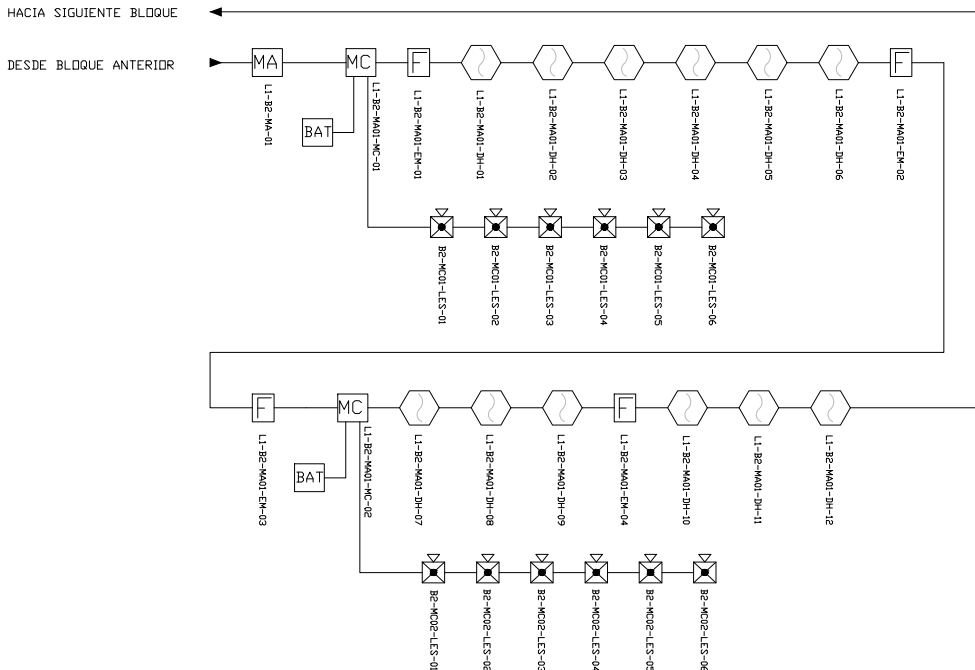 HACIA SIGUIENTE BLOQUE
DESDE BLOQUE ANTERIOR
MA
MC
F
F
L1-B2-MA-01
BAT
L1-B2-MA01-MC-01
L1-B2-MA01-EM-01
L1-B2-MA01-DH-01
L1-B2-MA01-DH-02
L1-B2-MA01-DH-03
L1-B2-MA01-DH-04
L1-B2-MA01-DH-05
L1-B2-MA01-DH-06
L1-B2-MA01-EM-02
B2-MC01-LES-01
B2-MC01-LES-02
B2-MC01-LES-03
B2-MC01-LES-04
B2-MC01-LES-05
B2-MC01-LES-06
F
MC
F
L1-B2-MA01-EM-03
BAT
L1-B2-MA01-MC-02
L1-B2-MA01-DH-07
L1-B2-MA01-DH-08
L1-B2-MA01-DH-09
L1-B2-MA01-EM-04
L1-B2-MA01-DH-10
L1-B2-MA01-DH-11
L1-B2-MA01-DH-12
B2-MC02-LES-01
B2-MC02-LES-02
B2-MC02-LES-03
B2-MC02-LES-04
B2-MC02-LES-05
B2-MC02-LES-06